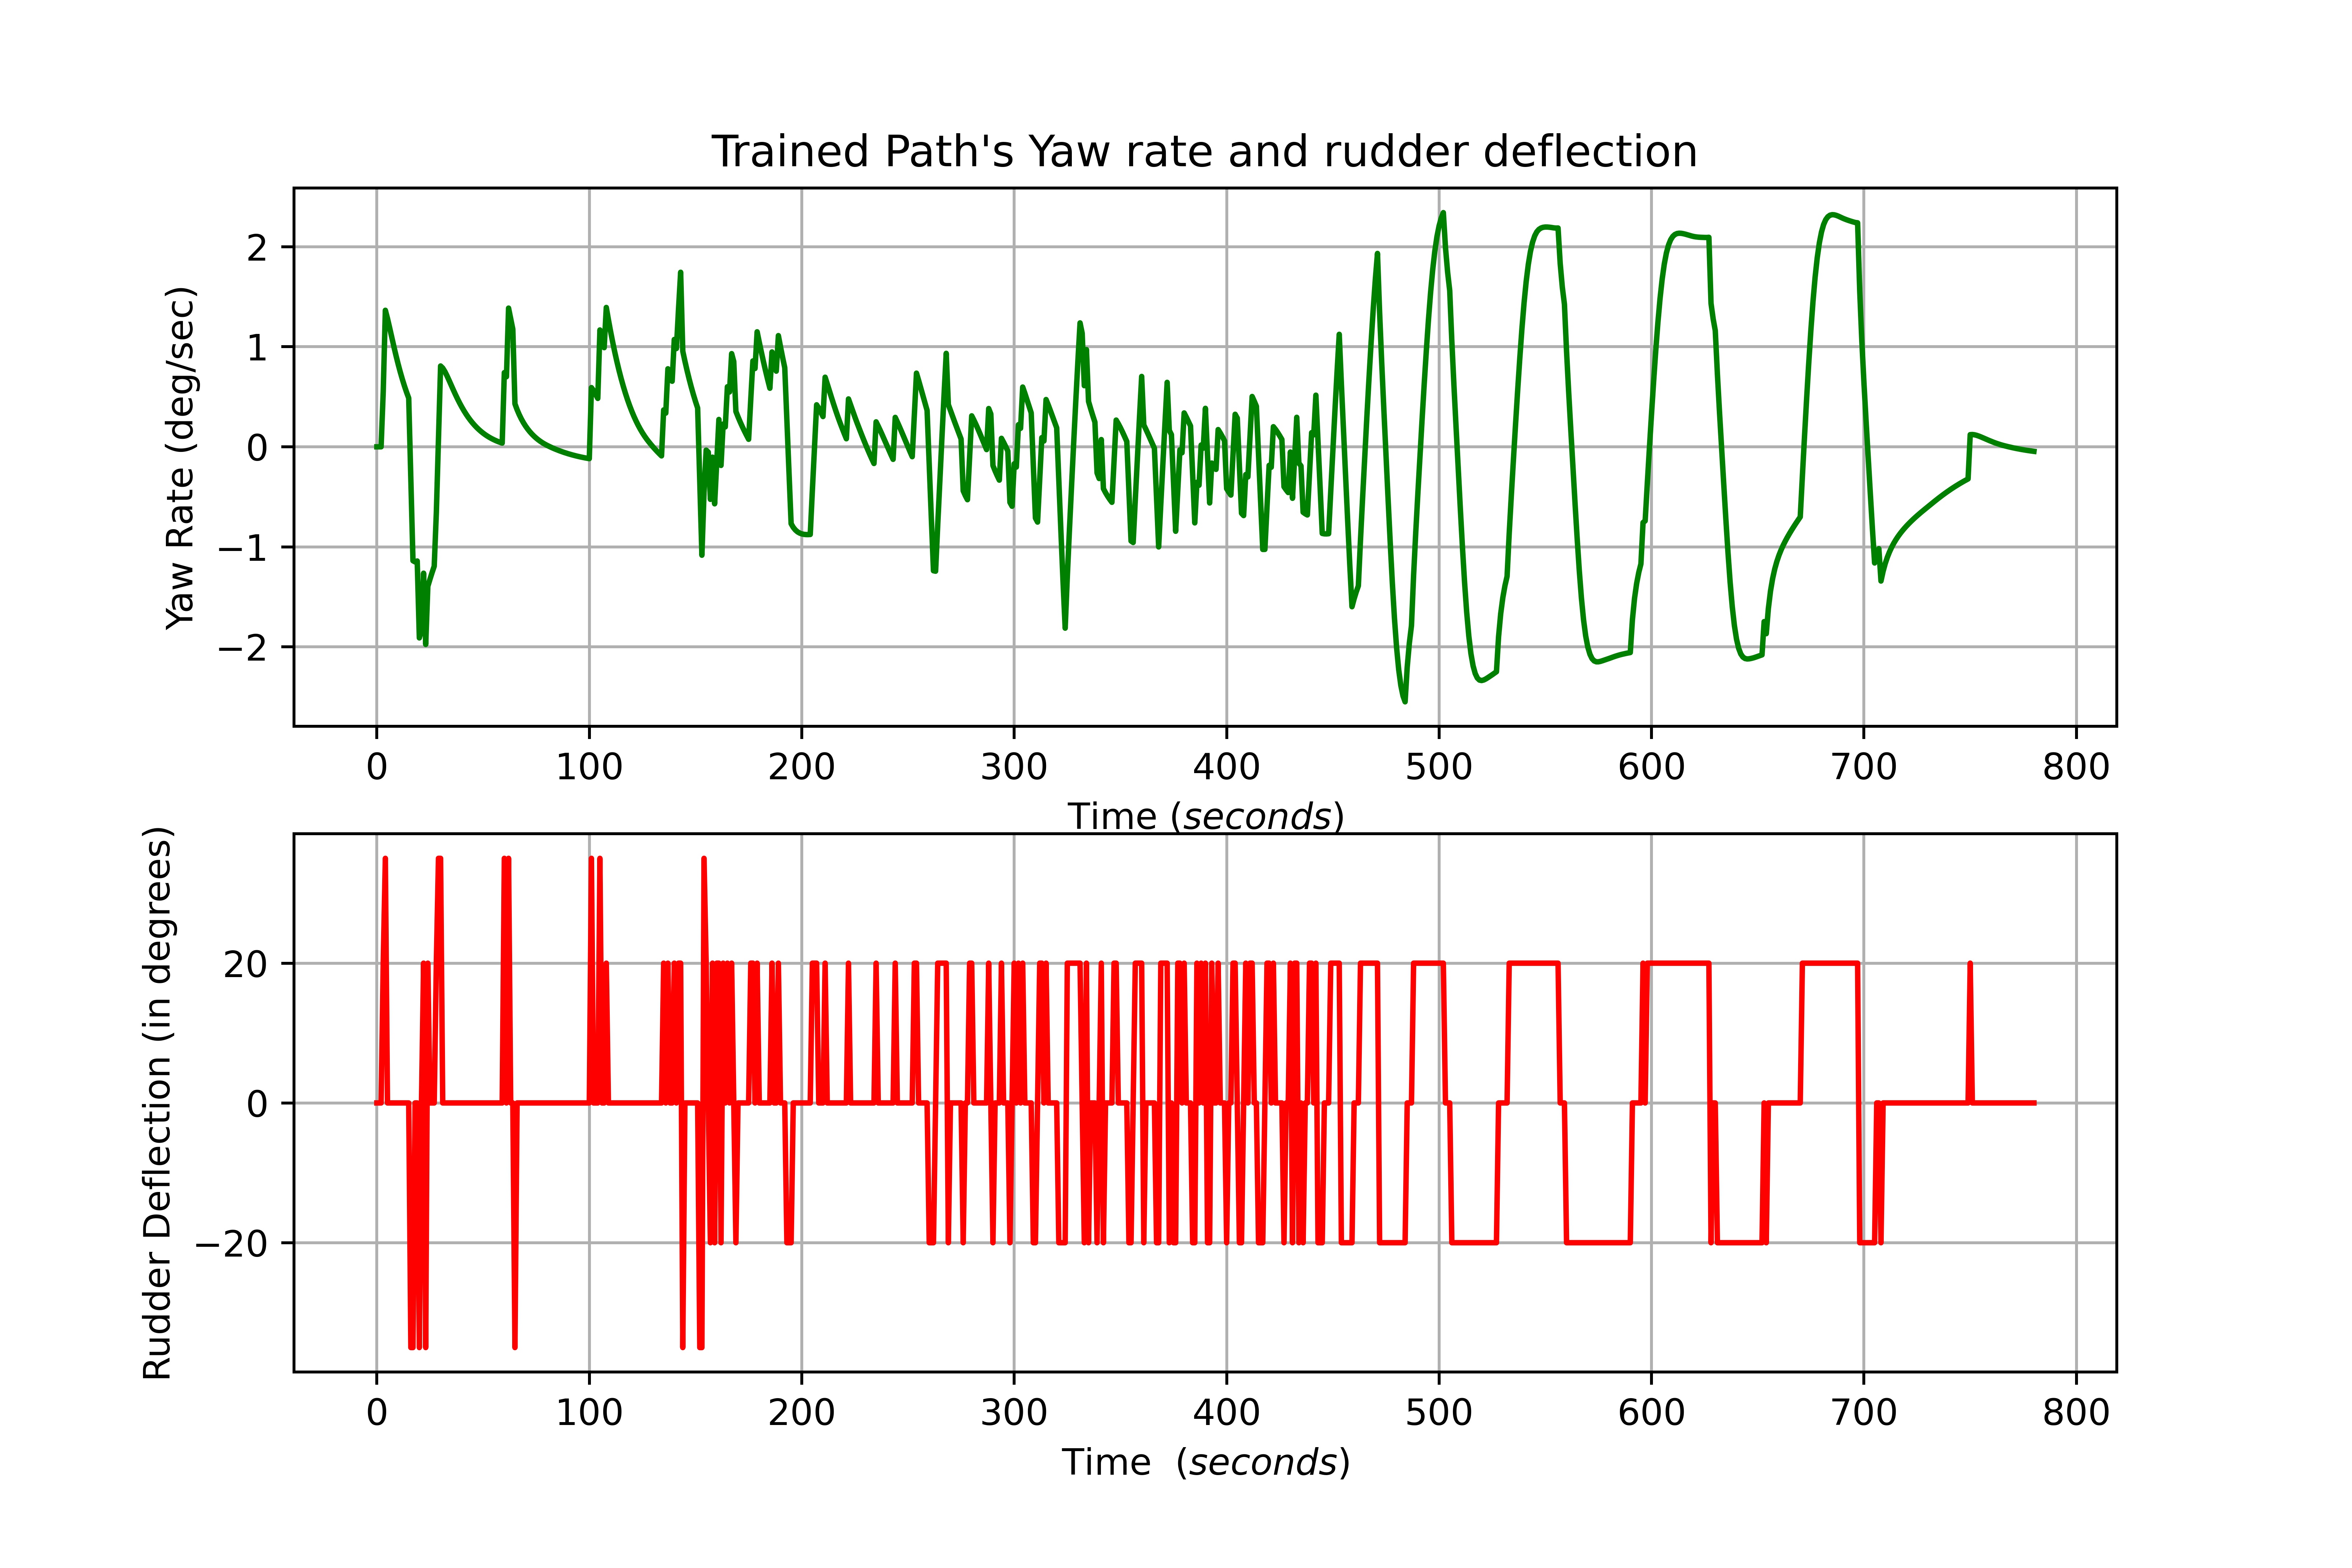 Trained Path's Yaw rate and rudder deflection
Yaw Rate (deg/sec)
2
1
0
−1
−2
0 100 200 300 400 500 600 700 800
Time (seconds)
Rudder Deflection (in degrees)
20
0
−20
0 100 200 300 400 500 600 700 800
Time (seconds)